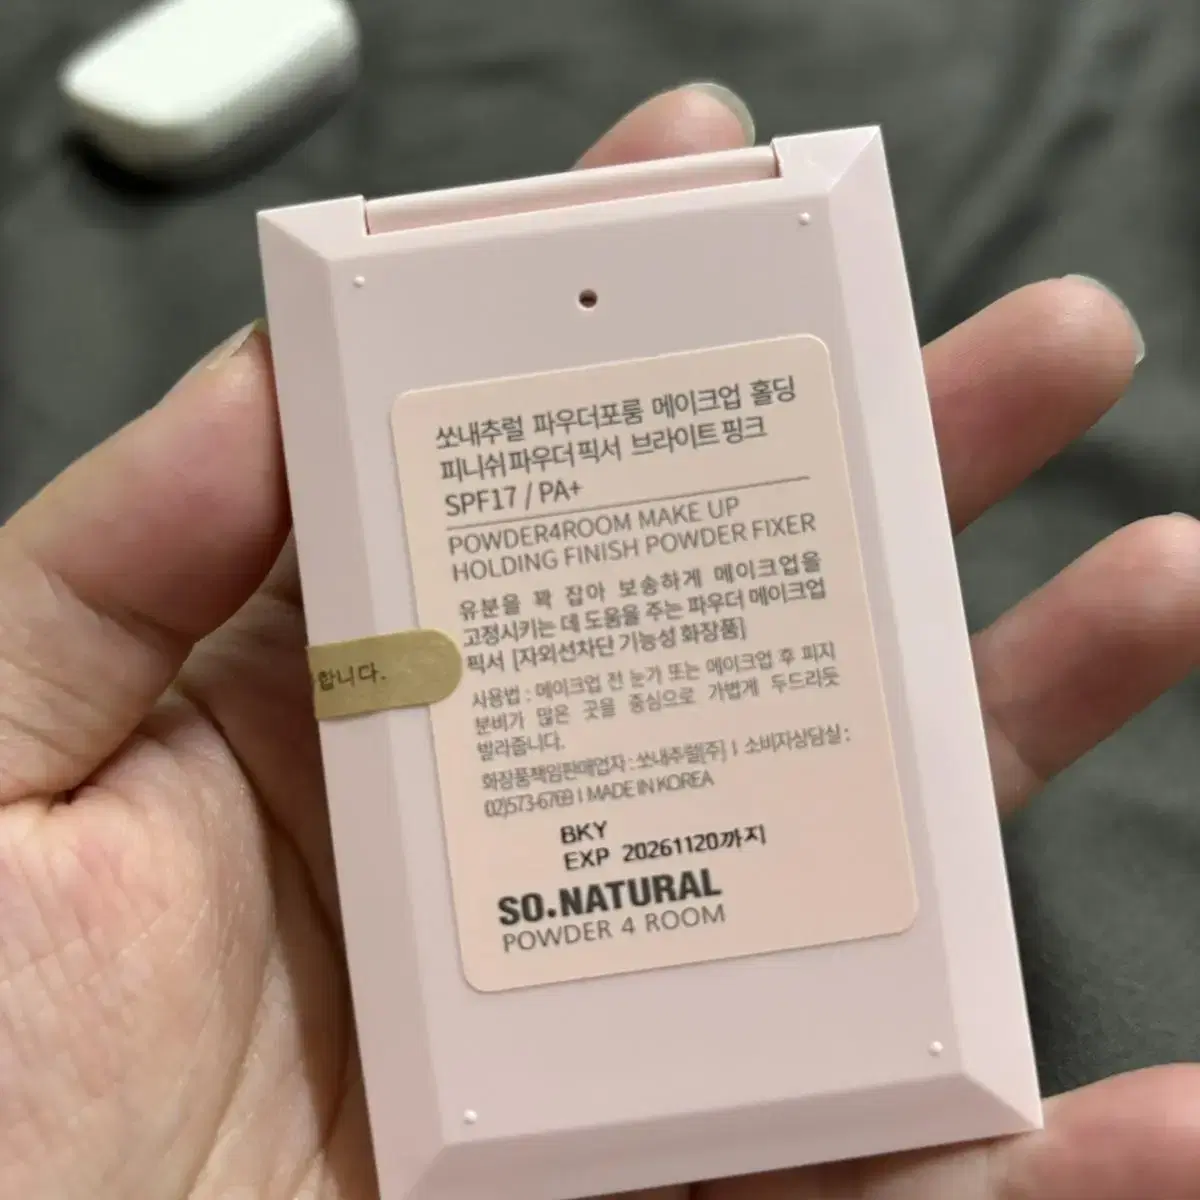 쏘내추럴 파우더포룸 메이크업 홀딩
피니쉬파우더픽서 브라이트핑크
SPF17 / PA+
POWDER4ROOM MAKE UP
HOLDING FINISH POWDER FIXER
유분을 꽉 잡아 보송하게 메이크업을
고정시키는 데 도움을 주는 파우더 메이크업
픽서 [자외선차단 기능성 화장품]
합니다.
사용법 : 메이크업 전 눈가 또는 메이크업 후 피지
분비가 많은 곳을 중심으로 가볍게 두드리듯
발라줍니다.
화장품책임판매업자 : 쏘내추럴[주] I 소비자상담실 :
02)573-6769 I MADE IN KOREA
BKY
EXP 20261120까지
SO.NATURAL
POWDER 4 ROOM